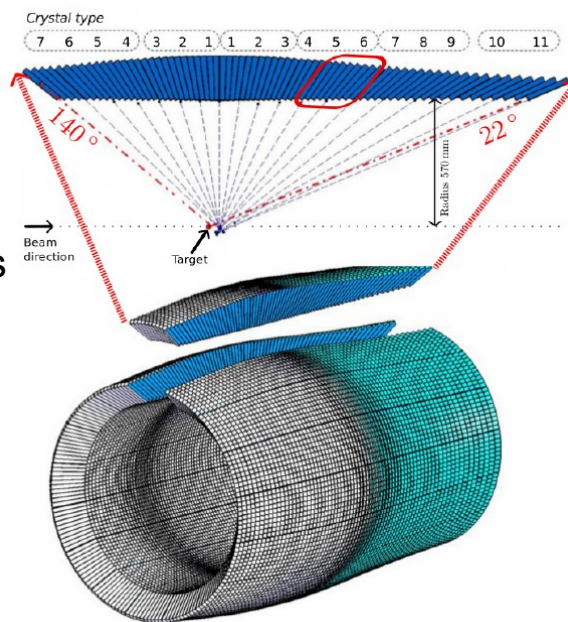 Crystal type
7 6 5 4 3 2 1 1 2 3 4 5 6 7 8 9 10 11
140°
22°
Radius 570 mm
Beam
direction
Target
s